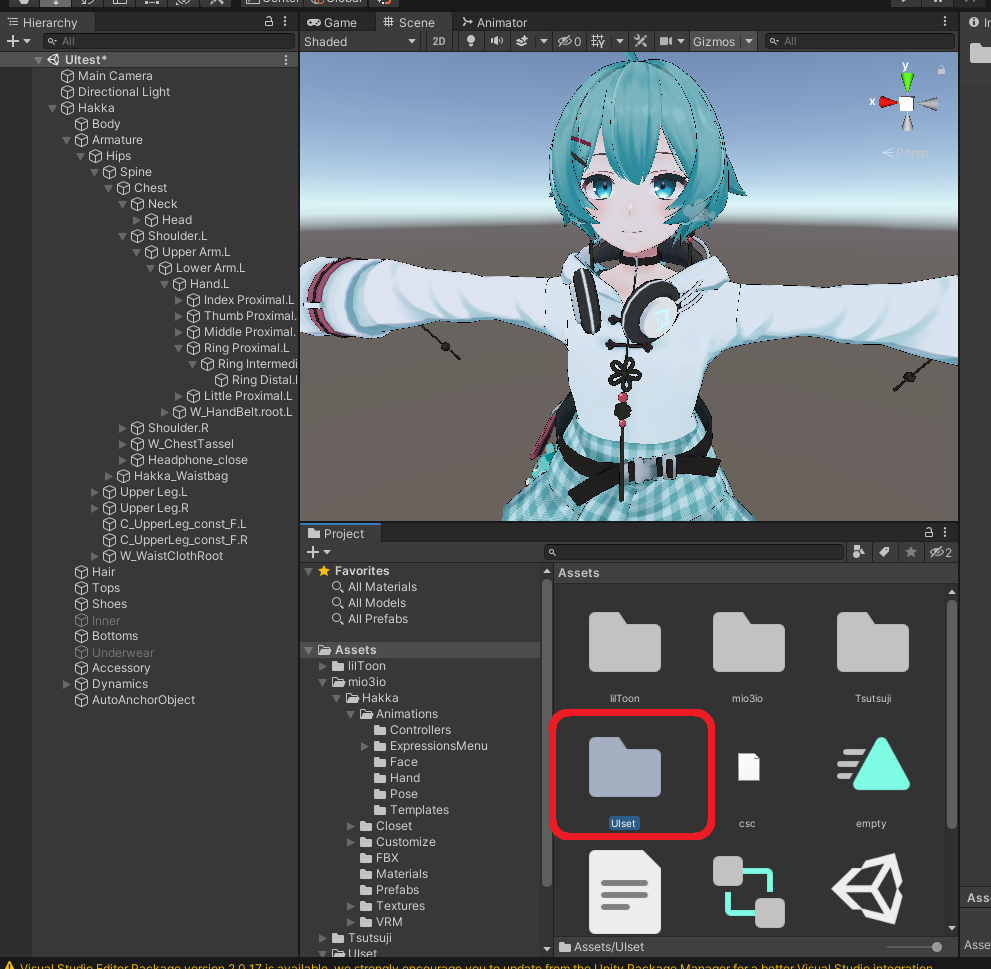 Center
Global
Hierarchy
All
UItest*
Main Camera
Directional Light
Hakka
Body
Armature
Hips
Spine
Chest
Neck
Head
Shoulder.L
Upper Arm.L
Lower Arm.L
Hand.L
Index Proximal.L
Thumb Proximal.
Middle Proximal.
Ring Proximal.L
Ring Intermedi
Ring Distal.l
Little Proximal.L
W_HandBelt.root.L
Shoulder.R
W_ChestTassel
Headphone_close
Hakka_Waistbag
Upper Leg.L
Upper Leg.R
C_UpperLeg_const_F.L
C_UpperLeg_const_F.R
W_WaistClothRoot
Hair
Tops
Shoes
Inner
Bottoms
Underwear
Accessory
Dynamics
AutoAnchorObject
Game
Scene
Animator
Shaded
2D
0
Gizmos
All
y
x
Persp
Project
2
Favorites
All Materials
All Models
All Prefabs
Assets
lilToon
mio3io
Hakka
Animations
Controllers
ExpressionsMenu
Face
Hand
Pose
Templates
Closet
Customize
FBX
Materials
Prefabs
Textures
VRM
Tsutsuji
UIset
Assets
lilToon
mio3io
Tsutsuji
UIset
csc
empty
Assets/UIset
In
Ass
Asse
Visual Studio Editor Package version 2.0.17 is available, we strongly encourage you to update from the Unity Package Manager for a better Visual Studio integration